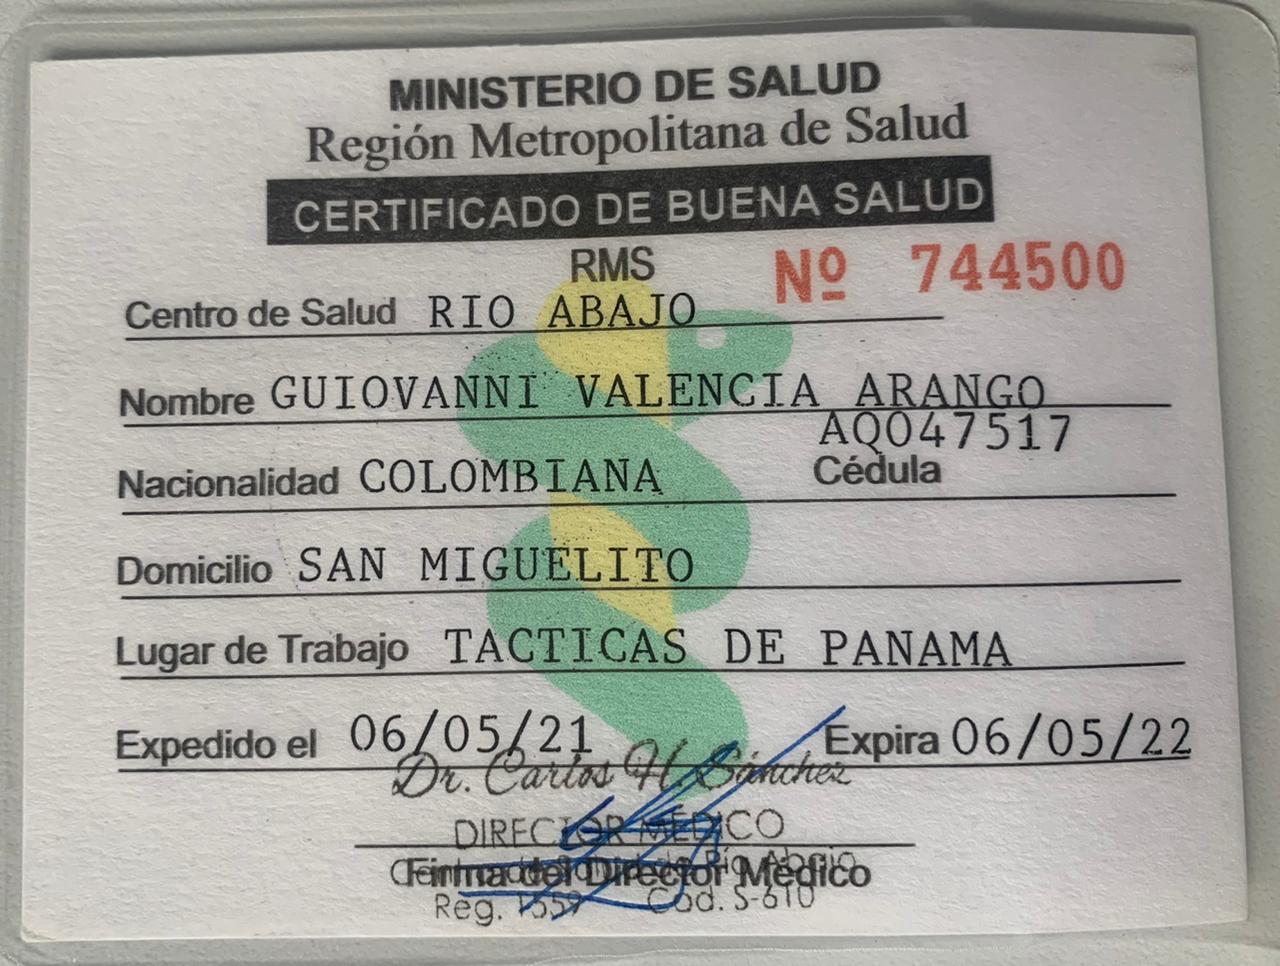 MINISTERIO DE SALUD
Región Metropolitana de Salud
CERTIFICADO DE BUENA SALUD
RMS Nº 744500
Centro de Salud RIO ABAJO
Nombre GUIOVANNI VALENCIA ARANGO
AQ047517
Nacionalidad COLOMBIANA Cédula
Domicilio SAN MIGUELITO
Lugar de Trabajo TACTICAS DE PANAMA
Expedido el 06/05/21 Expira 06/05/22
Dr. Carlos H. Sánchez
DIRECTOR MÉDICO
Centro de Salud de Río Abajo
Firma del Director Médico
Reg. 1559 Cod. S-610